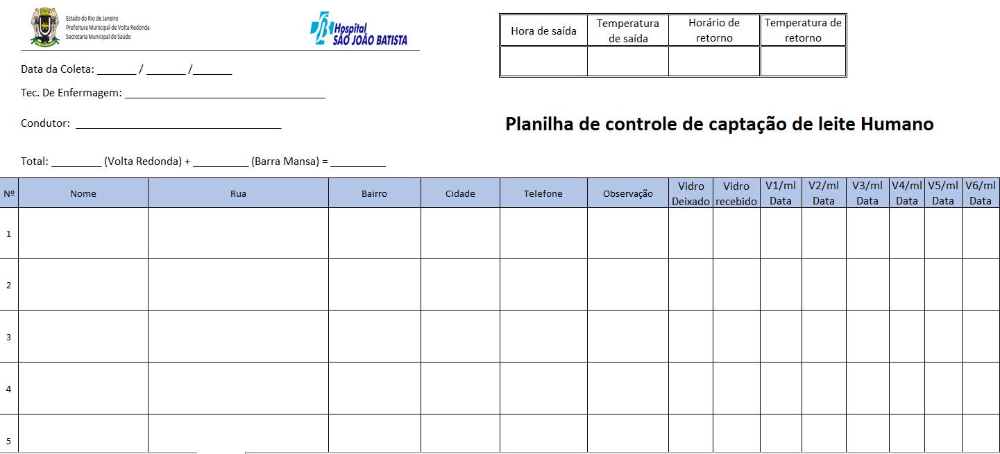 Estado do Rio de Janeiro
Prefeitura Municipal de Volta Redonda
Secretaria Municipal de Saúde
Hospital
SÃO JOÃO BATISTA
Hora de saída
Temperatura
de saída
Horário de
retorno
Temperatura de
retorno
Data da Coleta: _______ / _______ /_______
Tec. De Enfermagem: ____________________________________
Condutor: _____________________________________
Planilha de controle de captação de leite Humano
Total: _________ (Volta Redonda) + __________ (Barra Mansa) = __________
Nº
Nome
Rua
Bairro
Cidade
Telefone
Observação
Vidro
Deixado
Vidro
recebido
V1/ml
Data
V2/ml
Data
V3/ml
Data
V4/ml
Data
V5/ml
Data
V6/ml
Data
1
2
3
4
5